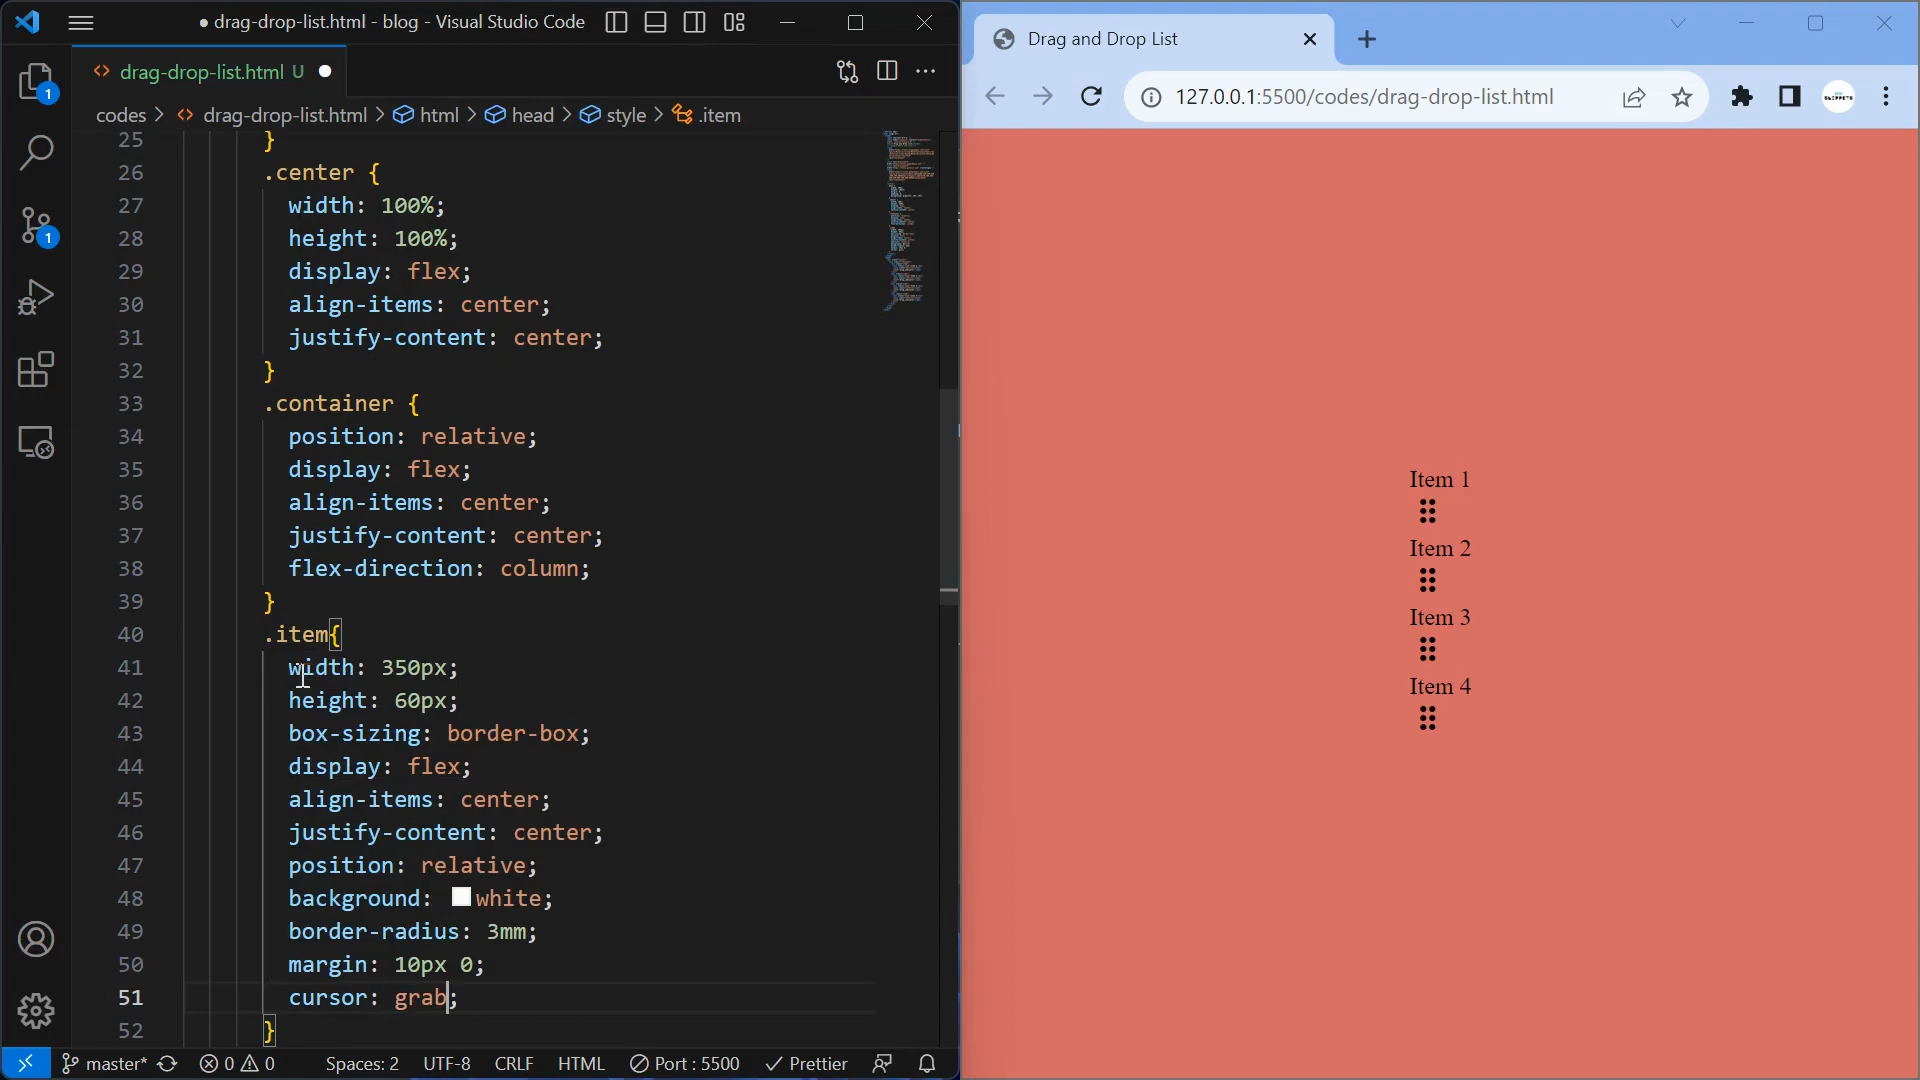 drag-drop-list.html - blog - Visual Studio Code
drag-drop-list.html U
codes > drag-drop-list.html > html > head > style > .item
25 }
26 .center {
27 width: 100%;
28 height: 100%;
29 display: flex;
30 align-items: center;
31 justify-content: center;
32 }
33 .container {
34 position: relative;
35 display: flex;
36 align-items: center;
37 justify-content: center;
38 flex-direction: column;
39 }
40 .item{
41 width: 350px;
42 height: 60px;
43 box-sizing: border-box;
44 display: flex;
45 align-items: center;
46 justify-content: center;
47 position: relative;
48 background: white;
49 border-radius: 3mm;
50 margin: 10px 0;
51 cursor: grab;
52 }
1
1
master* 0 0 Spaces: 2 UTF-8 CRLF HTML Port : 5500 Prettier
Drag and Drop List
127.0.0.1:5500/codes/drag-drop-list.html
Item 1
Item 2
Item 3
Item 4